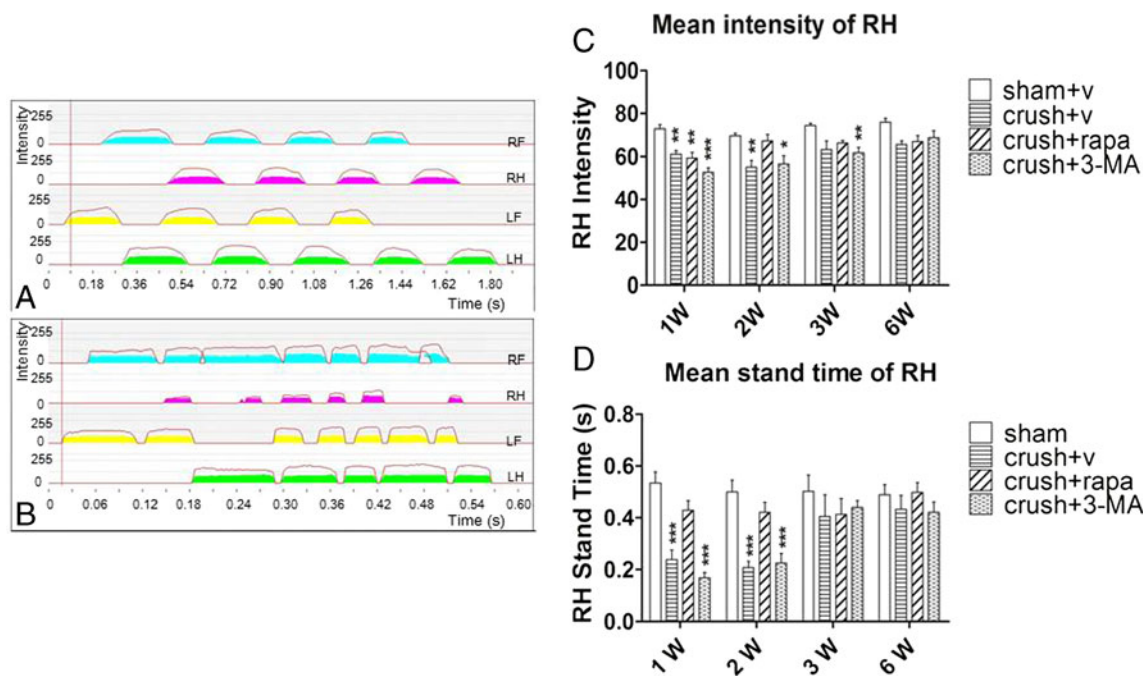 Intensity
255
0
RF
255
0
RH
255
0
LF
255
0
LH
0 0.18 0.36 0.54 0.72 0.90 1.08 1.26 1.44 1.62 1.80
A
Time (s)
Intensity
255
0
RF
255
0
RH
255
0
LF
255
0
LH
0 0.06 0.12 0.18 0.24 0.30 0.36 0.42 0.48 0.54 0.60
B
Time (s)
C
Mean intensity of RH
RH Intensity
100
80
60
40
20
0
** ** ***
** *
**
1W 2W 3W 6W
sham+v
crush+v
crush+rapa
crush+3-MA
D
Mean stand time of RH
RH Stand Time (s)
0.8
0.6
0.4
0.2
0.0
*** ***
*** ***
1 W 2 W 3 W 6 W
sham
crush+v
crush+rapa
crush+3-MA